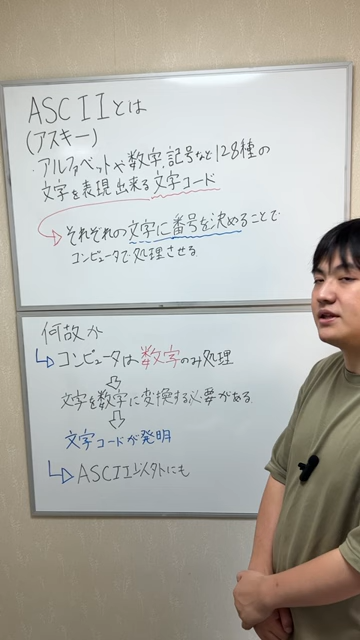 ASCIIとは
(アスキー)
・アルファベットや数字、記号など128種の
文字を表現出来る文字コード
それぞれの文字に番号を決めることで
コンピュータで処理させる
何故か
コンピュータは数字のみ処理
文字を数字に変換する必要がある
文字コードが発明
ASCII以外にも